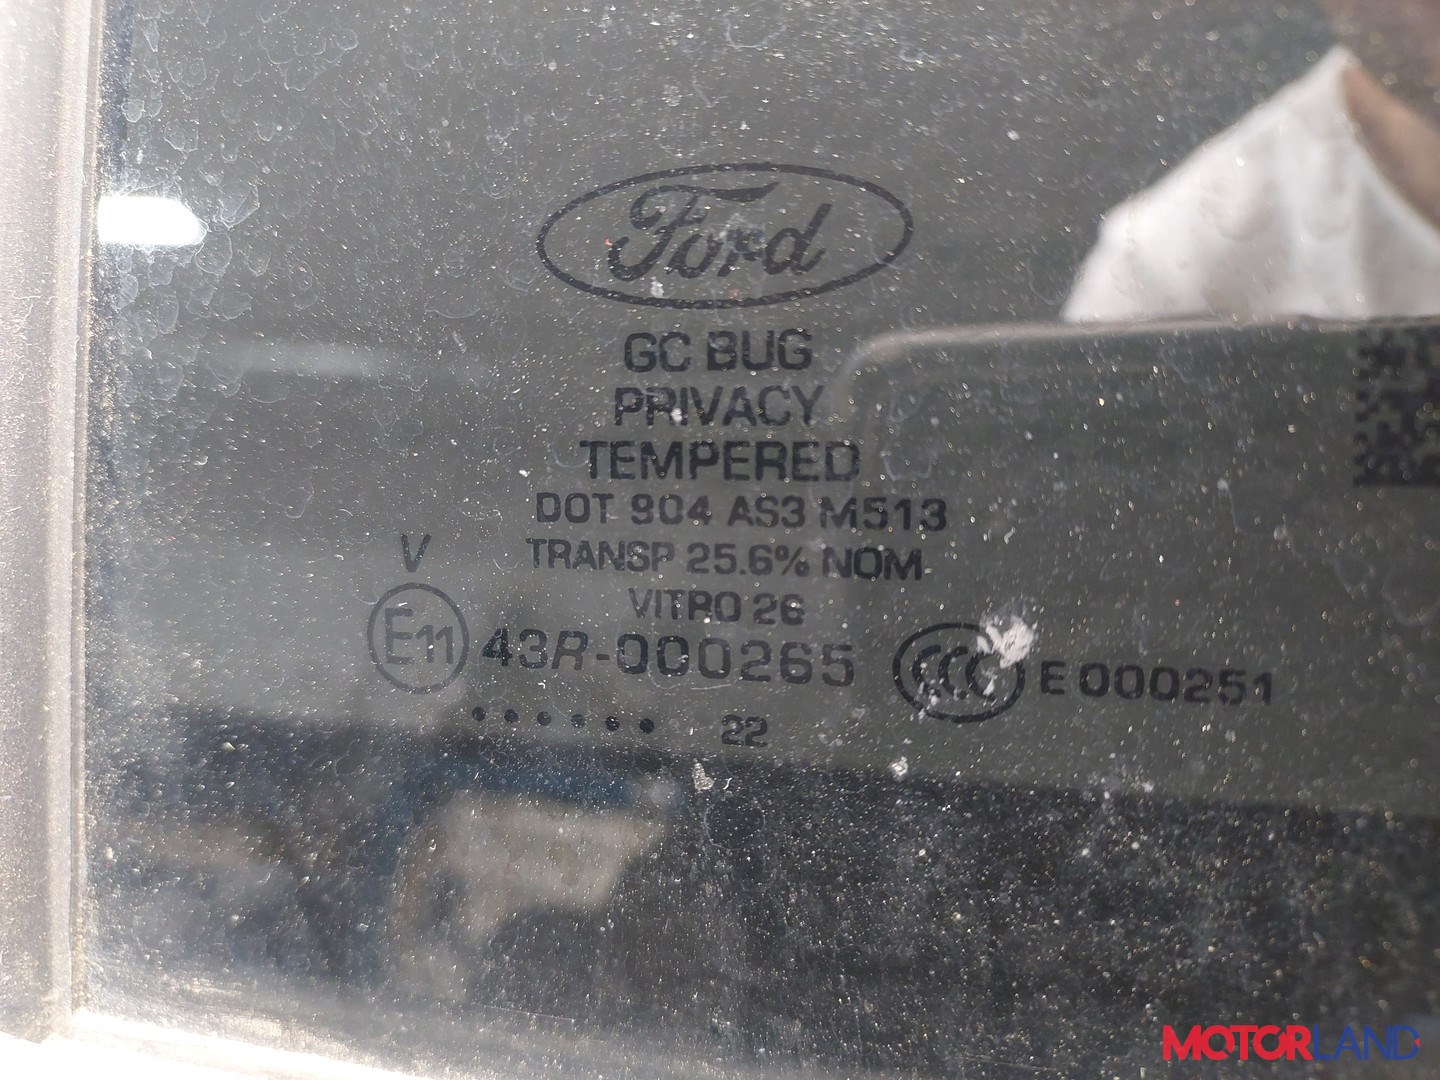 Ford
GC BUG
PRIVACY
TEMPERED
DOT 904 AS3 M513
V
TRANSP 25.6% NOM
VITRO 26
E11 43R-000265 CCC E000251
...... 22
MOTORLAND